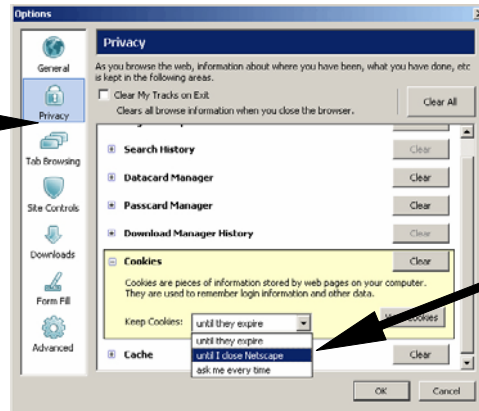 Options
Privacy
General
Privacy
Tab Browsing
Site Controls
Downloads
Form Fill
Advanced
As you browse the web, information about where you have been, what you have done, etc
is kept in the following areas.
Clear My Tracks on Exit
Clears all browse information when you close the browser.
Clear All
Search History Clear
Datacard Manager Clear
Passcard Manager Clear
Download Manager History Clear
Cookies Clear
Cookies are pieces of information stored by web pages on your computer.
They are used to remember login information and other data.
Keep Cookies: until they expire Cookies
until they expire
until I close Netscape
ask me every time
Cache Clear
OK Cancel